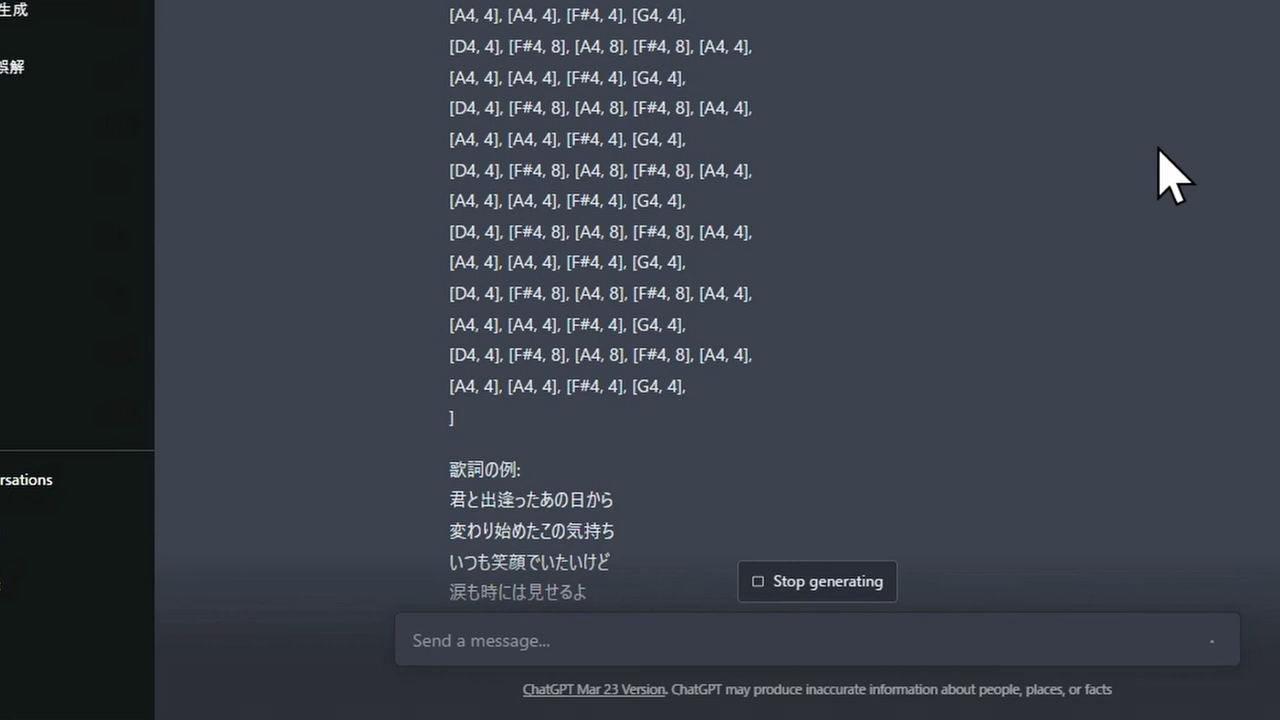 生成
誤解
rsations
[A4, 4], [A4, 4], [F#4, 4], [G4, 4],
[D4, 4], [F#4, 8], [A4, 8], [F#4, 8], [A4, 4],
[A4, 4], [A4, 4], [F#4, 4], [G4, 4],
[D4, 4], [F#4, 8], [A4, 8], [F#4, 8], [A4, 4],
[A4, 4], [A4, 4], [F#4, 4], [G4, 4],
[D4, 4], [F#4, 8], [A4, 8], [F#4, 8], [A4, 4],
[A4, 4], [A4, 4], [F#4, 4], [G4, 4],
[D4, 4], [F#4, 8], [A4, 8], [F#4, 8], [A4, 4],
[A4, 4], [A4, 4], [F#4, 4], [G4, 4],
[D4, 4], [F#4, 8], [A4, 8], [F#4, 8], [A4, 4],
[A4, 4], [A4, 4], [F#4, 4], [G4, 4],
[D4, 4], [F#4, 8], [A4, 8], [F#4, 8], [A4, 4],
[A4, 4], [A4, 4], [F#4, 4], [G4, 4],
]
歌詞の例:
君と出逢ったあの日から
変わり始めたこの気持ち
いつも笑顔でいたいけど
涙も時には見せるよ
Stop generating
Send a message...
ChatGPT Mar 23 Version. ChatGPT may produce inaccurate information about people, places, or facts